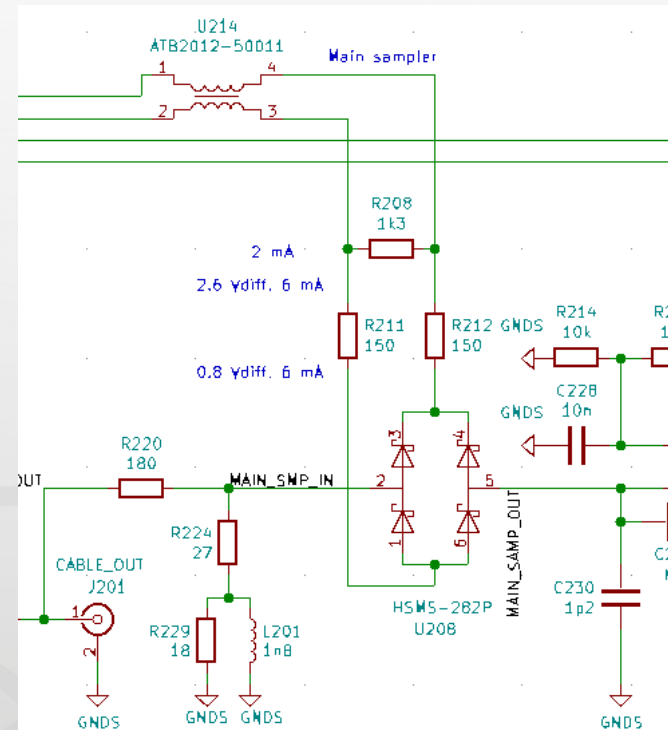 U214
ATB2012-50011
Main sampler
1
4
2
3
R208
1k3
2 mA
2.6 Vdiff. 6 mA
R211
150
R212
150
GNDS
R214
10k
0.8 Vdiff. 6 mA
C228
10n
GNDS
R220
180
MAIN_SMP_IN
3
4
2
5
1
6
R224
27
MAIN_SAMP_OUT
CABLE_OUT
J201
1
2
HSMS-282P
U208
C230
1p2
R229
18
L201
1n8
GNDS
GNDS
GNDS
GNDS